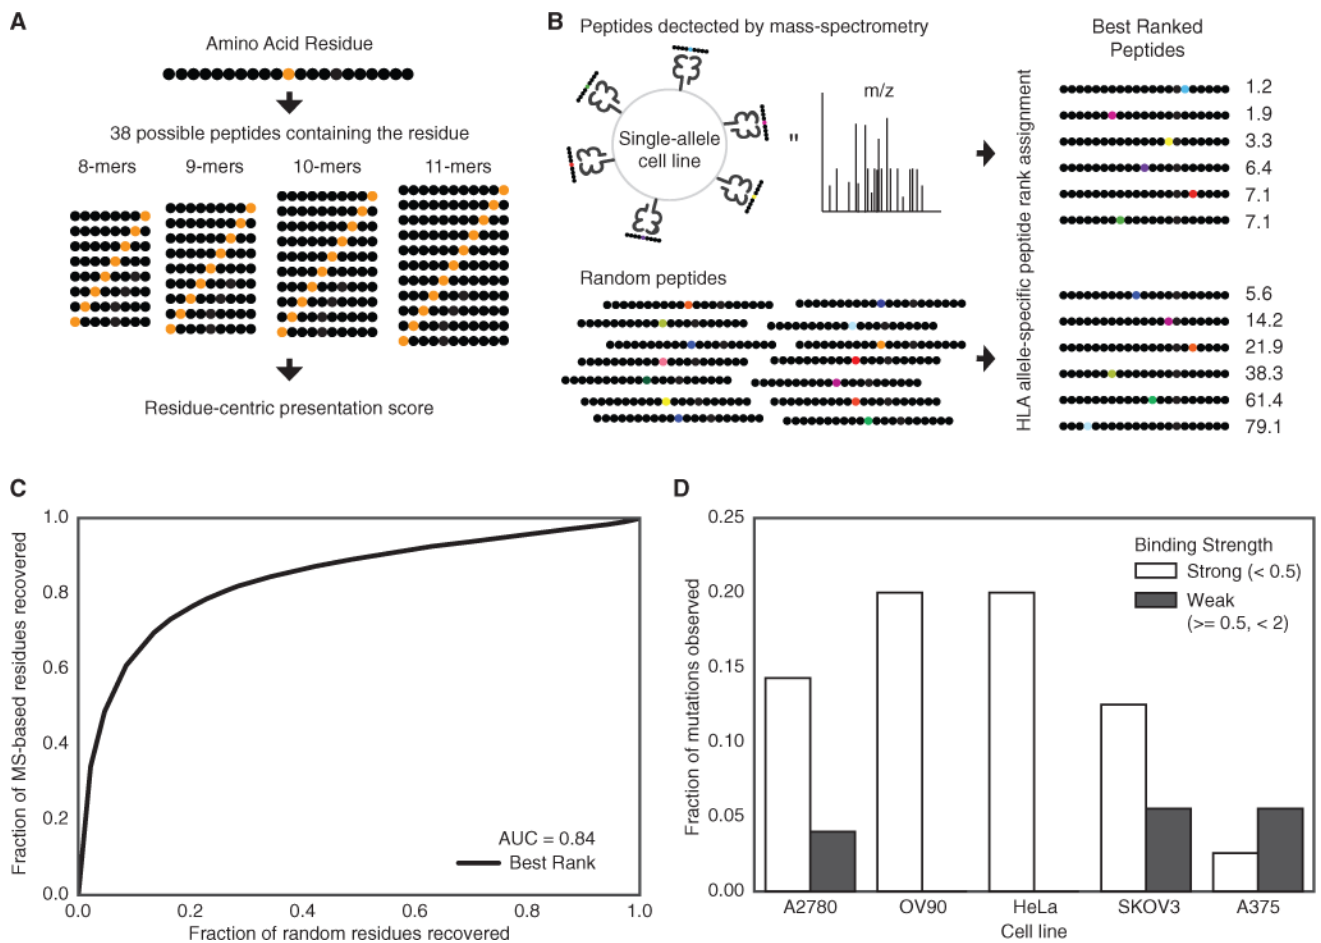 A
Amino Acid Residue
38 possible peptides containing the residue
8-mers 9-mers 10-mers 11-mers
Residue-centric presentation score
B
Peptides dectected by mass-spectrometry
Single-allele
cell line
"
m/z
Random peptides
HLA allele-specific peptide rank assignment
Best Ranked
Peptides
1.2
1.9
3.3
6.4
7.1
7.1
5.6
14.2
21.9
38.3
61.4
79.1
C
Fraction of MS-based residues recovered
1.0
0.8
0.6
0.4
0.2
0.0
AUC = 0.84
Best Rank
0.0 0.2 0.4 0.6 0.8 1.0
Fraction of random residues recovered
D
Fraction of mutations observed
0.25
0.20
0.15
0.10
0.05
0.00
Binding Strength
Strong (< 0.5)
Weak
(>= 0.5, < 2)
A2780 OV90 HeLa SKOV3 A375
Cell line